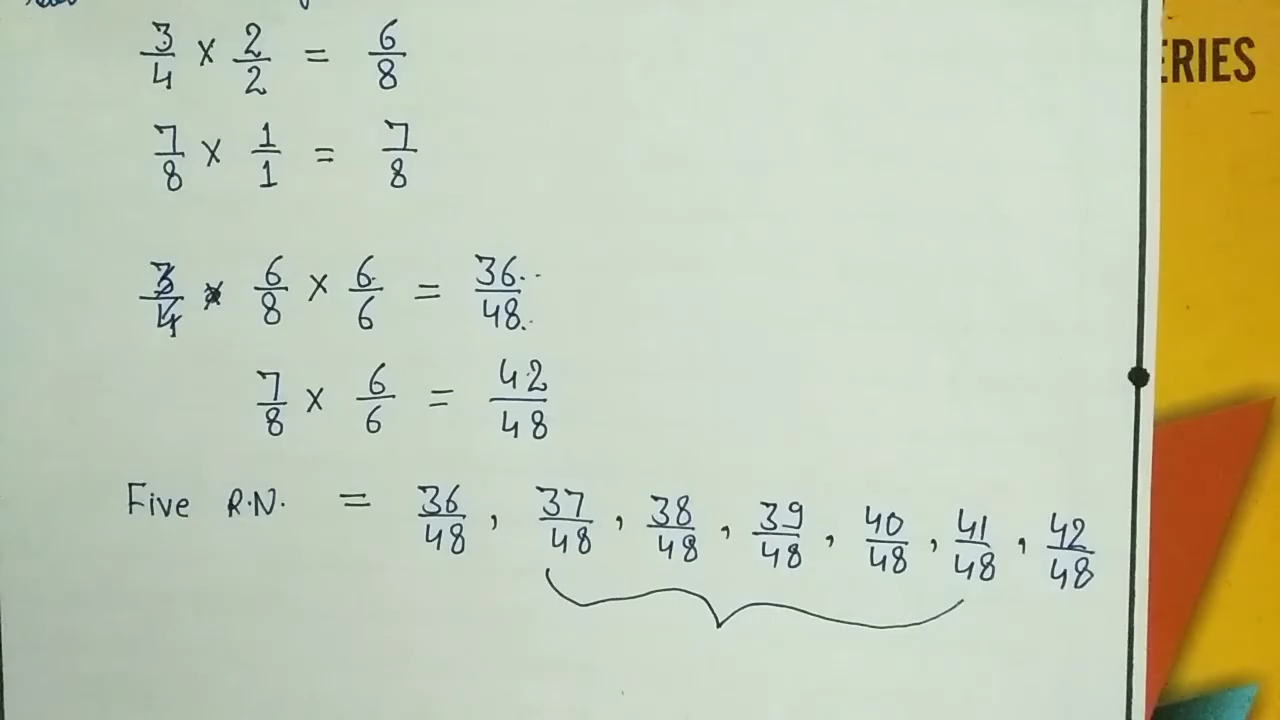 3/4 × 2/2 = 6/8
7/8 × 1/1 = 7/8
6/8 × 6/6 = 36/48
7/8 × 6/6 = 42/48
Five R.N. = 36/48, 37/48, 38/48, 39/48, 40/48, 41/48, 42/48
ERIES